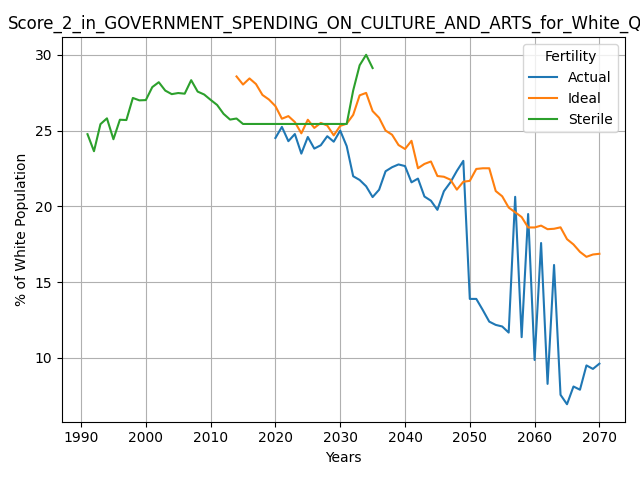 Score_2_in_GOVERNMENT_SPENDING_ON_CULTURE_AND_ARTS_for_White_Q
30
25
20
15
10
% of White Population
Fertility
Actual
Ideal
Sterile
1990 2000 2010 2020 2030 2040 2050 2060 2070
Years